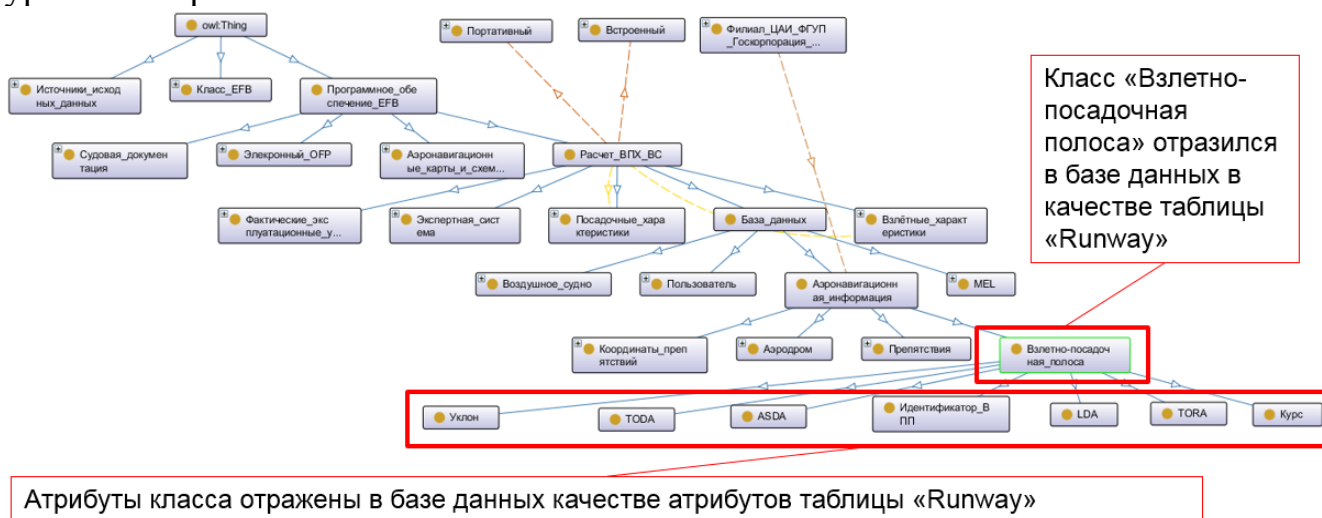 owl:Thing
Портативный
Встроенный
Филиал_ЦАИ_ФГУП
_Госкорпорация_...
Источники_исход
ных_данных
Класс_EFB
Программное_обе
спечение_EFB
Класс «Взлетно-
посадочная
полоса» отразился
в базе данных в
качестве таблицы
«Runway»
Судовая_докумен
тация
Элекронный_OFP
Аэронавигационн
ые_карты_и_схем...
Расчет_ВПХ_ВС
Фактические_экс
плуатационные_у...
Экспертная_сист
ема
Посадочные_хара
ктеристики
База_данных
Взлётные_характ
еристики
Воздушное_судно
Пользователь
Аэронавигационн
ая_информация
MEL
Координаты_преп
ятствий
Аэродром
Препятствия
Взлетно-посадоч
ная_полоса
Уклон
TODA
ASDA
Идентификатор_В
ПП
LDA
TORA
Курс
Атрибуты класса отражены в базе данных качестве атрибутов таблицы «Runway»